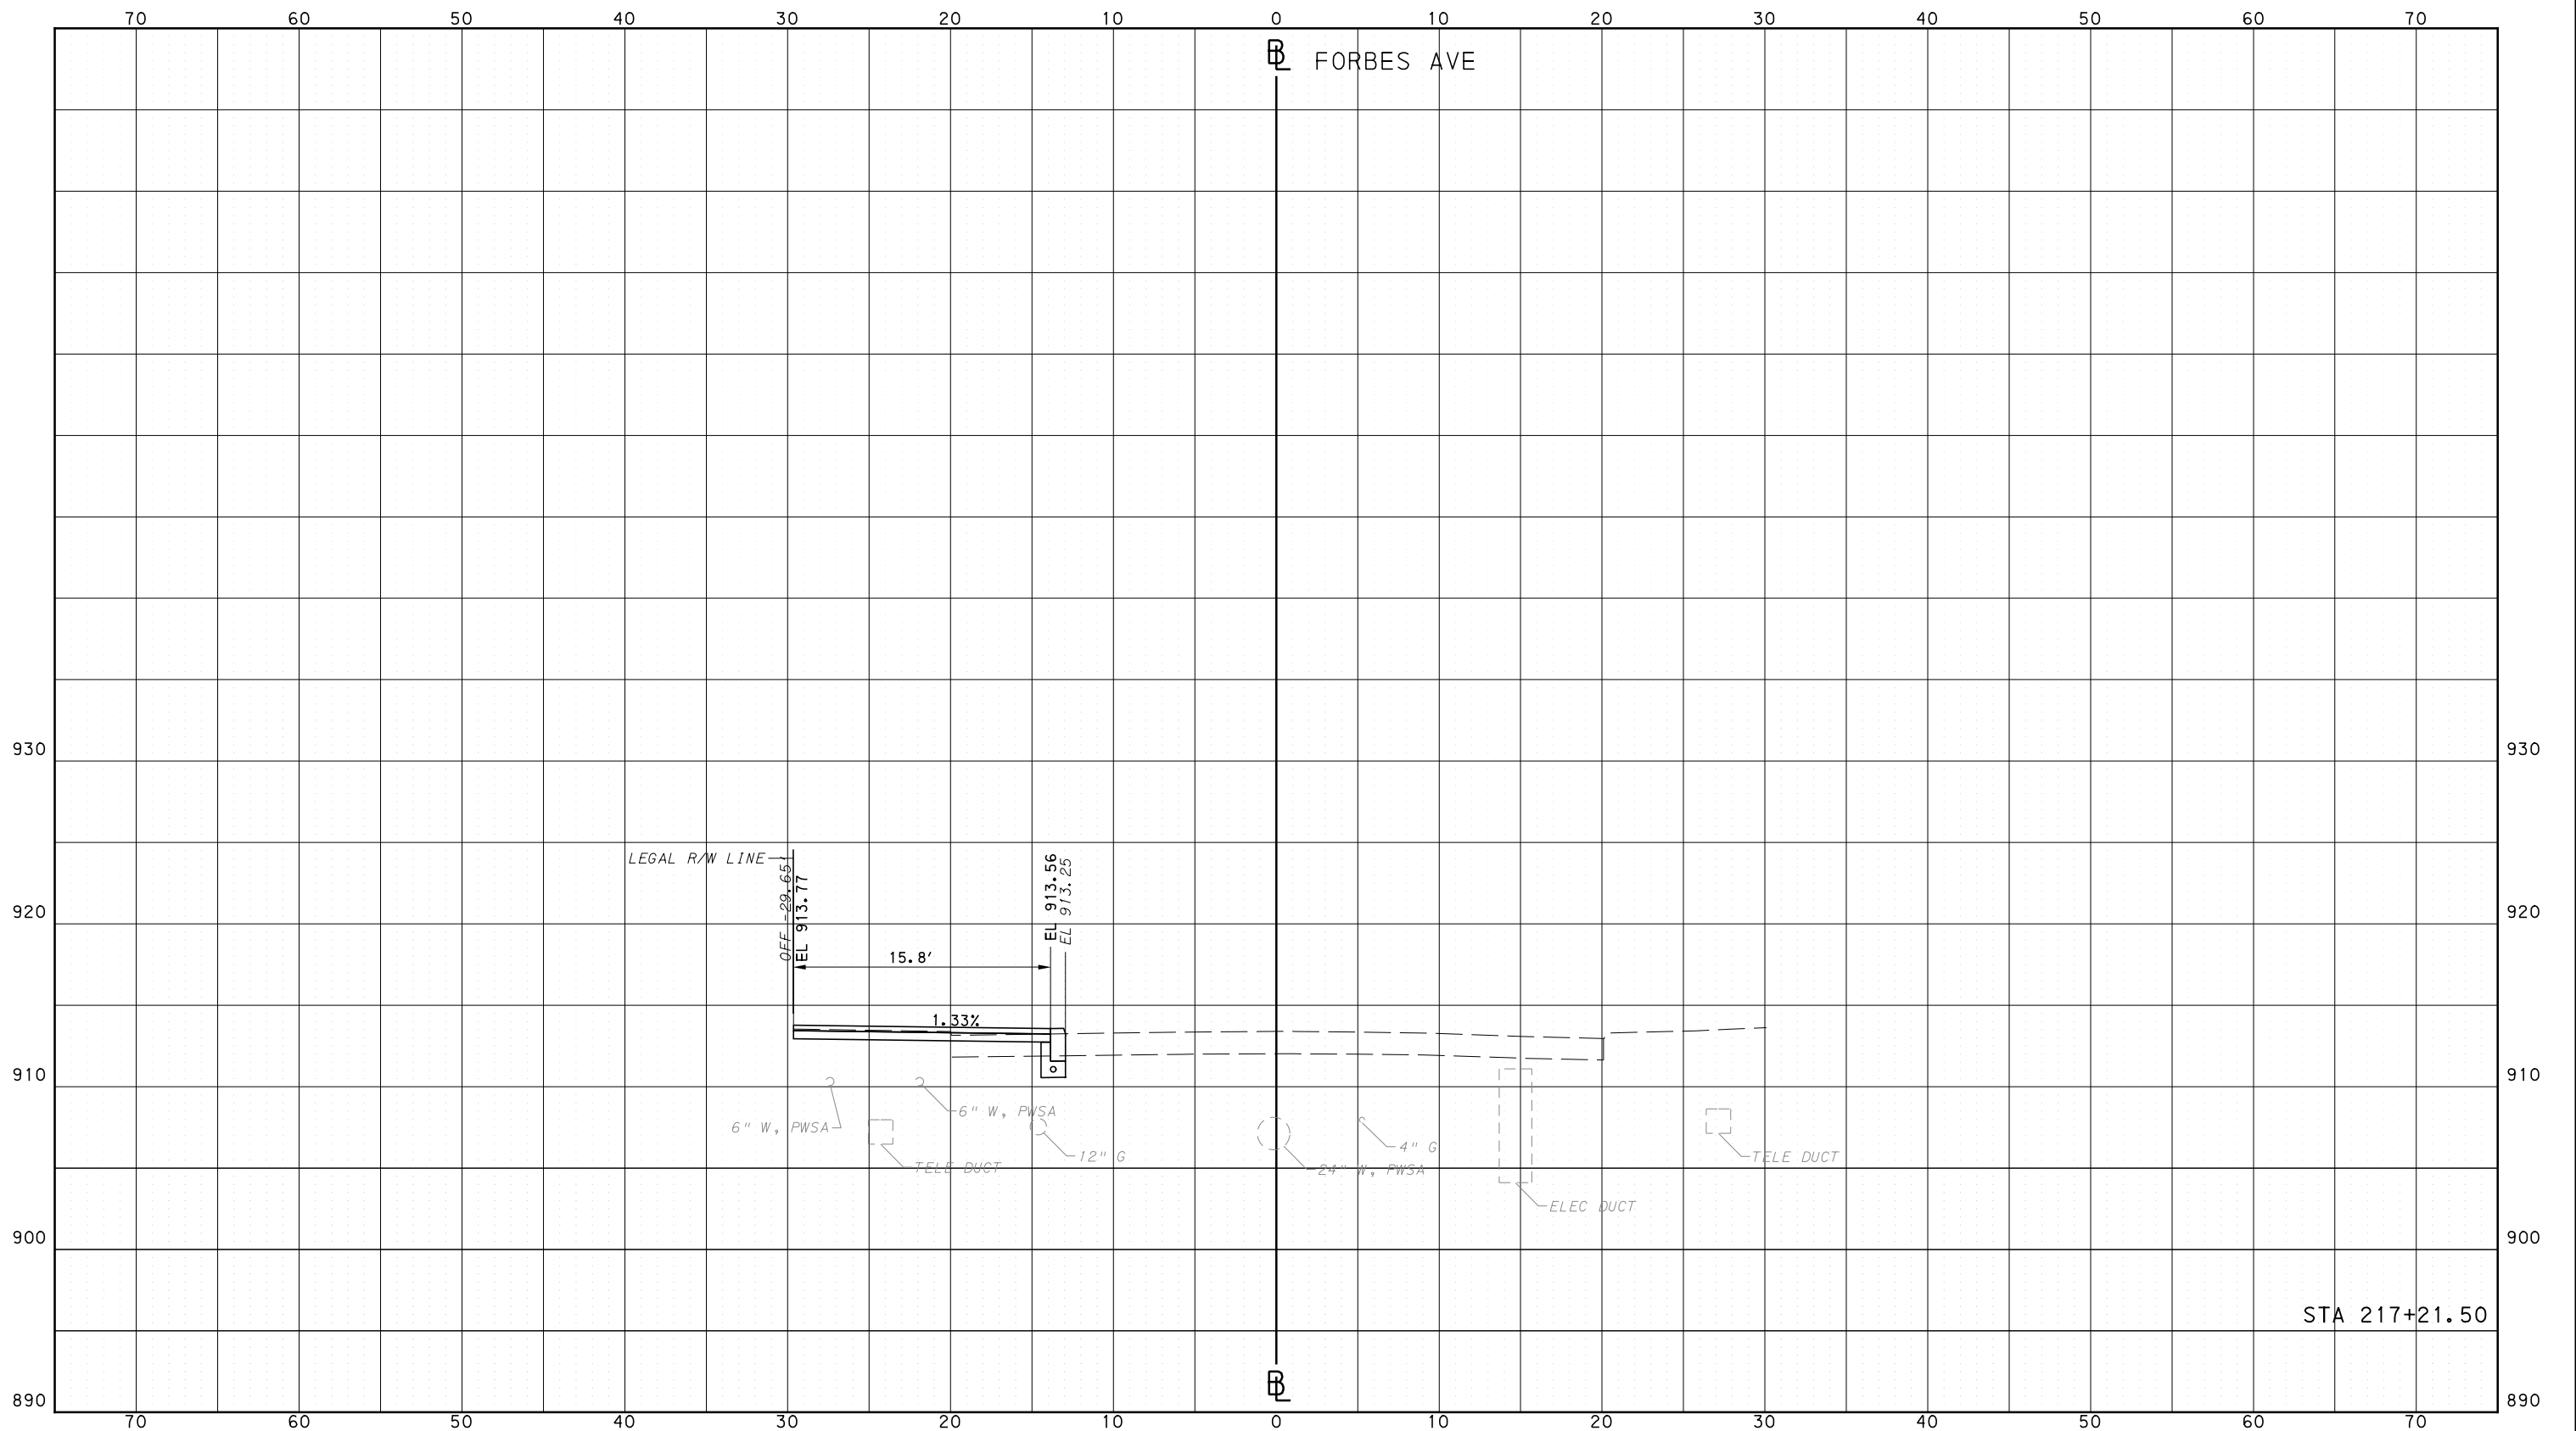 70 60 50 40 30 20 10 0 10 20 30 40 50 60 70
BL FORBES AVE
930 930
LEGAL R/W LINE
OFF -29.65'
EL 913.77
EL 913.56
EL 913.25
920 920
15.8'
1.33%
910 910
6" W, PWSA
6" W, PWSA
TELE DUCT
12" G
24" W, PWSA
4" G
ELEC DUCT
TELE DUCT
900 900
STA 217+21.50
BL
890 890
70 60 50 40 30 20 10 0 10 20 30 40 50 60 70